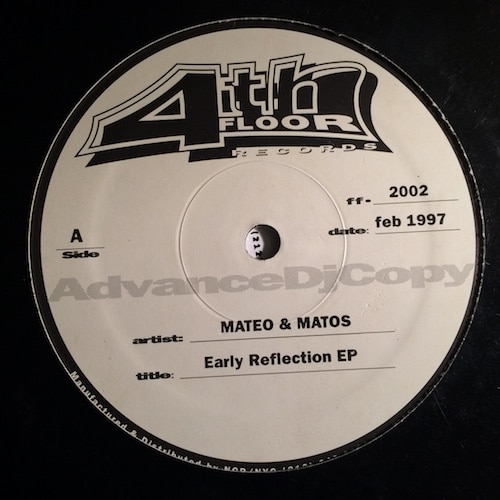 4th
FLOOR
RECORDS
ff- 2002
date: feb 1997
A
Side
AdvanceDjCopy
artist: MATEO & MATOS
title: Early Reflection EP
Manufactured & Distributed by